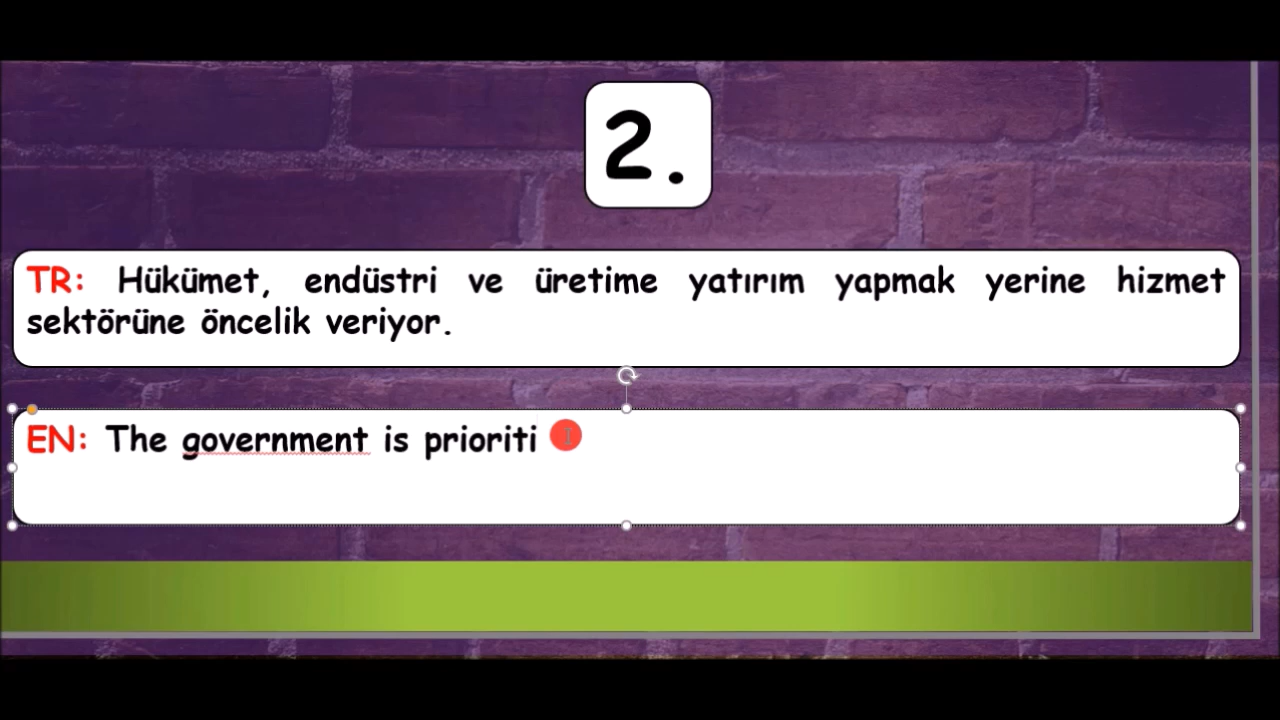 2.
TR: Hükümet, endüstri ve üretime yatırım yapmak yerine hizmet
sektörüne öncelik veriyor.
EN: The government is prioriti